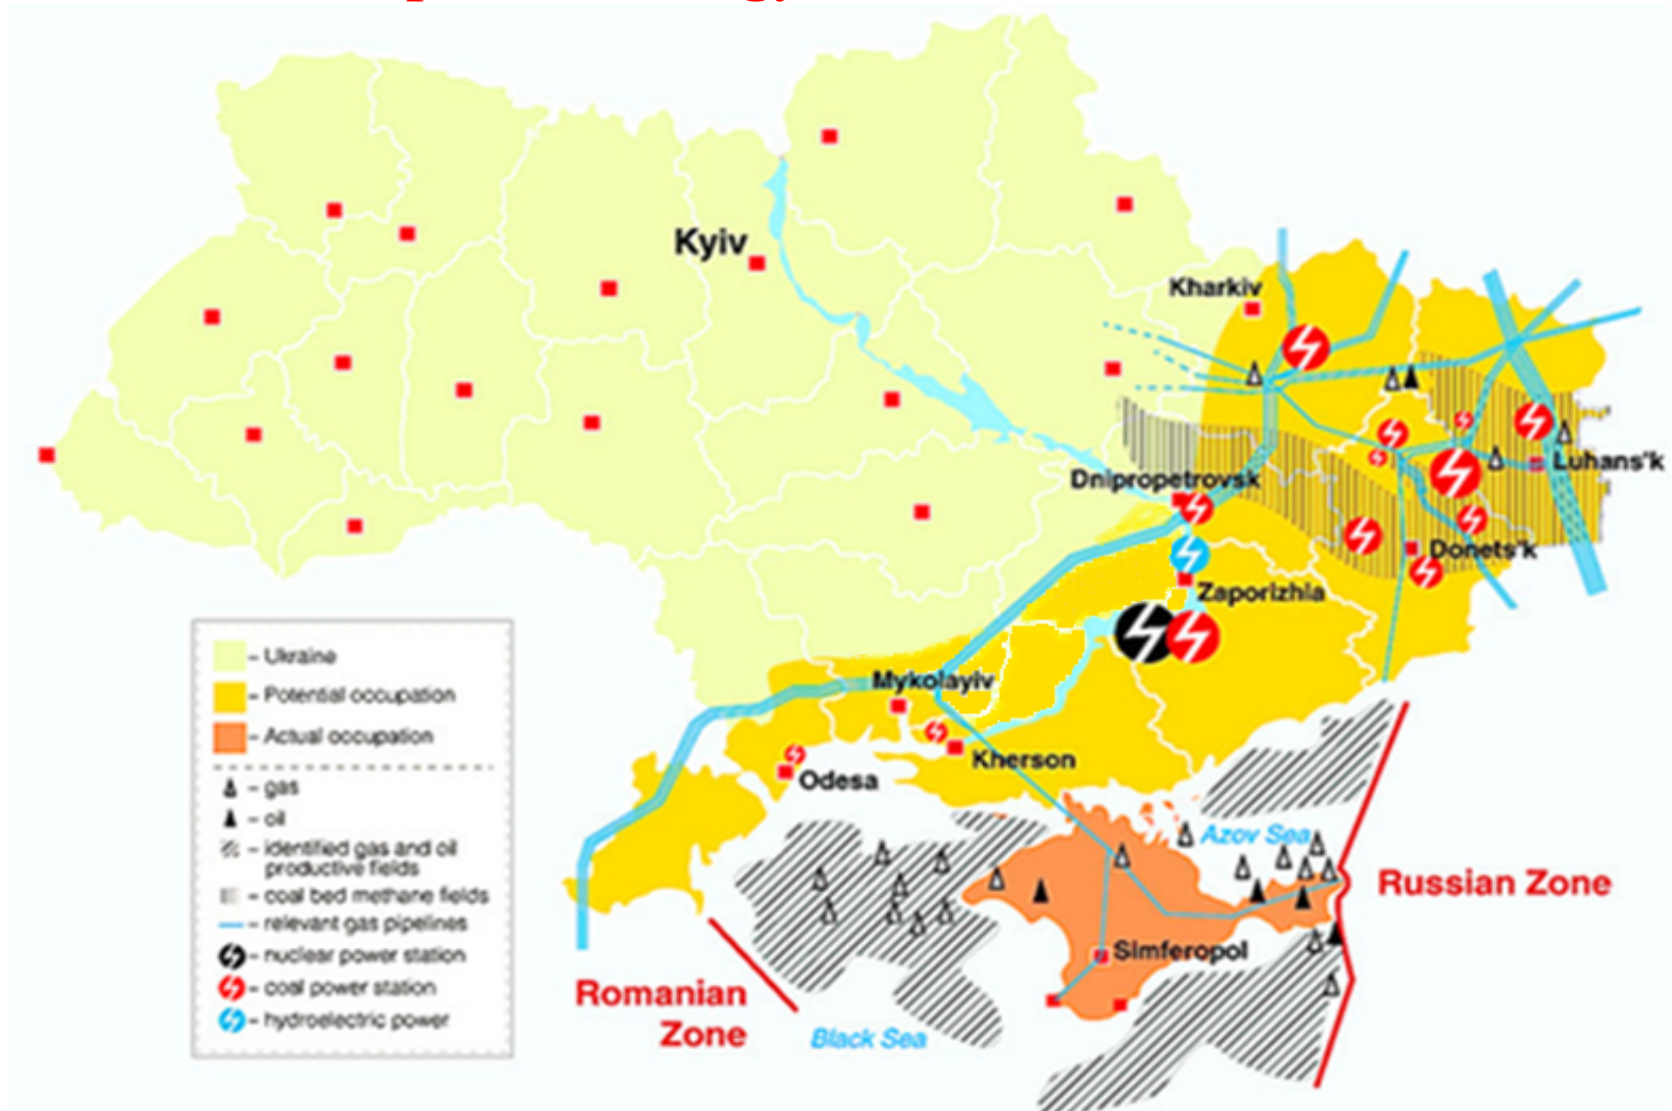 Kyiv
Kharkiv
Luhans'k
Dnipropetrovsk
Donets'k
Zaporizhia
Mykolayiv
Kherson
Odesa
Azov Sea
Russian Zone
Simferopol
Romanian
Zone
Black Sea
– Ukraine
– Potential occupation
– Actual occupation
– gas
– oil
– identified gas and oil
productive fields
– coal bed methane fields
– relevant gas pipelines
– nuclear power station
– coal power station
– hydroelectric power